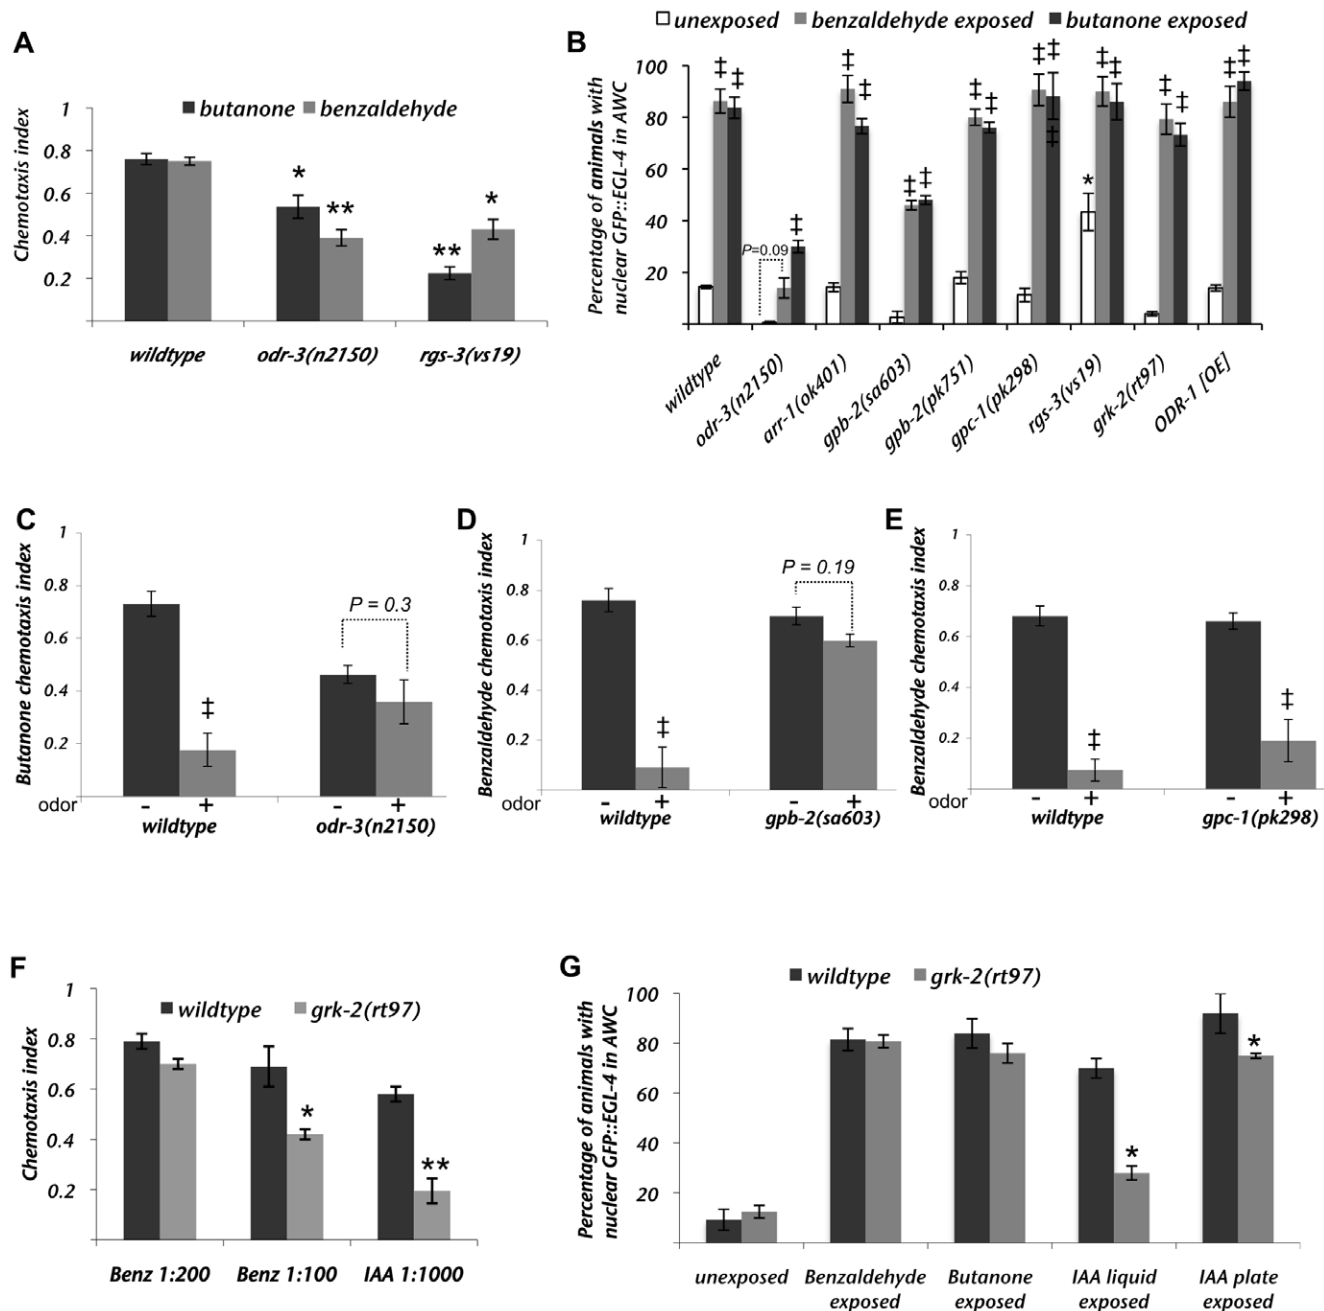 A
butanone benzaldehyde
Chemotaxis index
1
0.8
0.6
0.4
0.2
*
**
**
*
wildtype odr-3(n2150) rgs-3(vs19)
B
unexposed benzaldehyde exposed butanone exposed
Percentage of animals with
nuclear GFP::EGL-4 in AWC
100
80
60
40
20
‡ ‡ P=0.09 ‡ ‡ ‡ ‡ ‡ ‡ ‡ ‡ ‡ ‡ * ‡ ‡ ‡ ‡ ‡ ‡
wildtype
odr-3(n2150)
arr-1(ok401)
gpb-2(sa603)
gpb-2(pk751)
gpc-1(pk298)
rgs-3(vs19)
grk-2(rt97)
ODR-1 [OE]
C
Butanone chemotaxis index
1
0.8
0.6
0.4
0.2
P = 0.3
‡
odor - + - +
wildtype odr-3(n2150)
D
Benzaldehyde chemotaxis index
1
0.8
0.6
0.4
0.2
P = 0.19
‡
odor - + - +
wildtype gpb-2(sa603)
E
Benzaldehyde chemotaxis index
1
0.8
0.6
0.4
0.2
‡
‡
odor - + - +
wildtype gpc-1(pk298)
F
wildtype grk-2(rt97)
Chemotaxis index
1
0.8
0.6
0.4
0.2
*
**
Benz 1:200 Benz 1:100 IAA 1:1000
G
wildtype grk-2(rt97)
Percentage of animals with
nuclear GFP::EGL-4 in AWC
100
80
60
40
20
*
*
unexposed Benzaldehyde Butanone IAA liquid IAA plate
exposed exposed exposed exposed